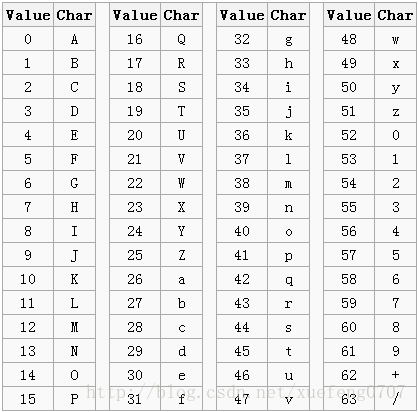 Value Char Value Char Value Char Value Char
0 A 16 Q 32 g 48 w
1 B 17 R 33 h 49 x
2 C 18 S 34 i 50 y
3 D 19 T 35 j 51 z
4 E 20 U 36 k 52 0
5 F 21 V 37 l 53 1
6 G 22 W 38 m 54 2
7 H 23 X 39 n 55 3
8 I 24 Y 40 o 56 4
9 J 25 Z 41 p 57 5
10 K 26 a 42 q 58 6
11 L 27 b 43 r 59 7
12 M 28 c 44 s 60 8
13 N 29 d 45 t 61 9
14 O 30 e 46 u 62 +
15 P 31 f 47 v 63 /
http://blog.csdn.net/xuefeng0707